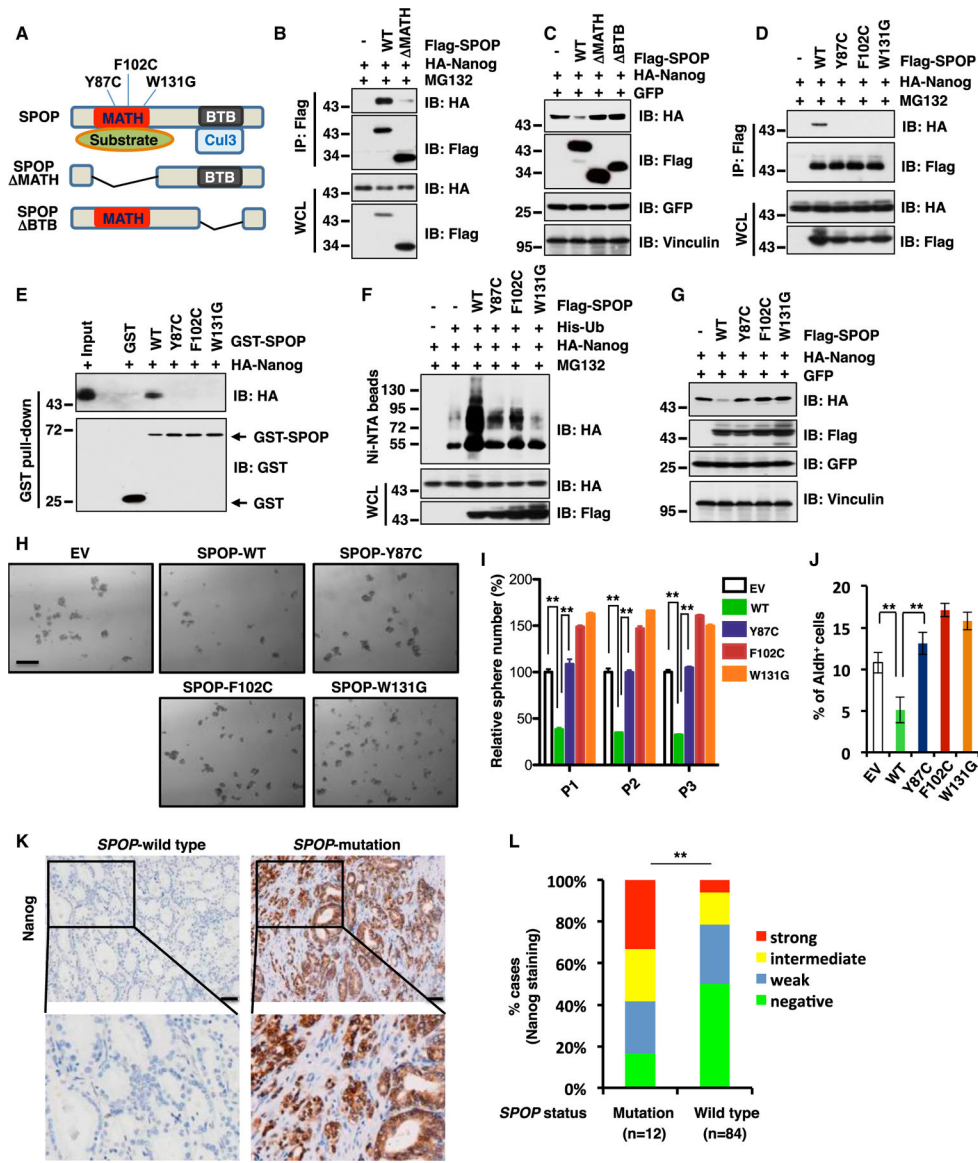 A
F102C
Y87C
W131G
SPOP
MATH
BTB
Substrate
Cul3
SPOP
ΔMATH
BTB
SPOP
ΔBTB
MATH
B
- WT ΔMATH
Flag-SPOP
+ + + HA-Nanog
+ + + MG132
IP: Flag
43
IB: HA
43
34
IB: Flag
WCL
43
IB: HA
43
34
IB: Flag
C
- WT ΔMATH ΔBTB
Flag-SPOP
+ + + + HA-Nanog
+ + + + GFP
43
IB: HA
43
34
IB: Flag
25
IB: GFP
95
IB: Vinculin
D
- WT Y87C F102C W131G
Flag-SPOP
+ + + + + HA-Nanog
+ + + + + MG132
IP: Flag
43
IB: HA
43
IB: Flag
WCL
43
IB: HA
43
IB: Flag
E
Input GST WT Y87C F102C W131G
GST-SPOP
+ + + + + + HA-Nanog
GST pull-down
43
IB: HA
72
GST-SPOP
IB: GST
25
GST
F
- - WT Y87C F102C W131G
Flag-SPOP
- + + + + + His-Ub
+ + + + + + HA-Nanog
+ + + + + + MG132
Ni-NTA beads
130
95
72
55
IB: HA
WCL
43
IB: HA
43
IB: Flag
G
- WT Y87C F102C W131G
Flag-SPOP
+ + + + + HA-Nanog
+ + + + + GFP
43
IB: HA
43
IB: Flag
25
IB: GFP
95
IB: Vinculin
H
EV
SPOP-WT
SPOP-Y87C
SPOP-F102C
SPOP-W131G
I
Relative sphere number (%)
200
150
100
50
0
** ** ** ** ** **
P1 P2 P3
EV
WT
Y87C
F102C
W131G
J
% of Aldh+ cells
20
15
10
5
0
** **
EV WT Y87C F102C W131G
K
SPOP-wild type
SPOP-mutation
Nanog
L
**
% cases
(Nanog staining)
100%
80%
60%
40%
20%
0%
strong
intermediate
weak
negative
SPOP status
Mutation
(n=12)
Wild type
(n=84)